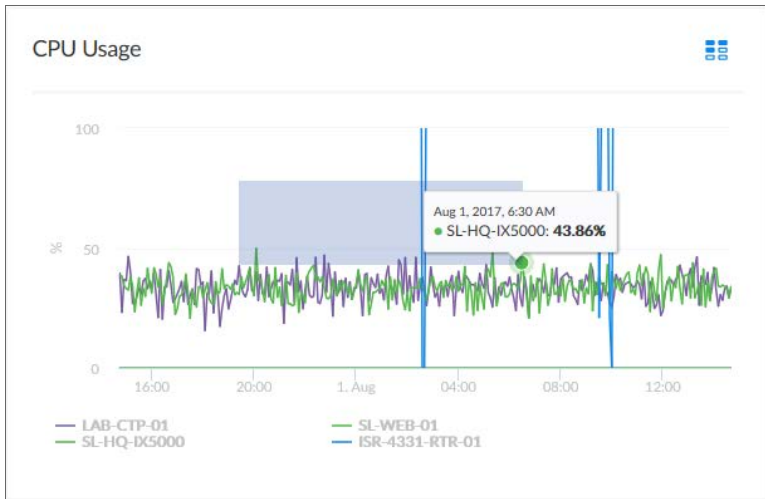 CPU Usage
100
Aug 1, 2017, 6:30 AM
SL-HQ-IX5000: 43.86%
50
%
0
16:00 20:00 1. Aug 04:00 08:00 12:00
LAB-CTP-01 SL-WEB-01
SL-HQ-IX5000 ISR-4331-RTR-01